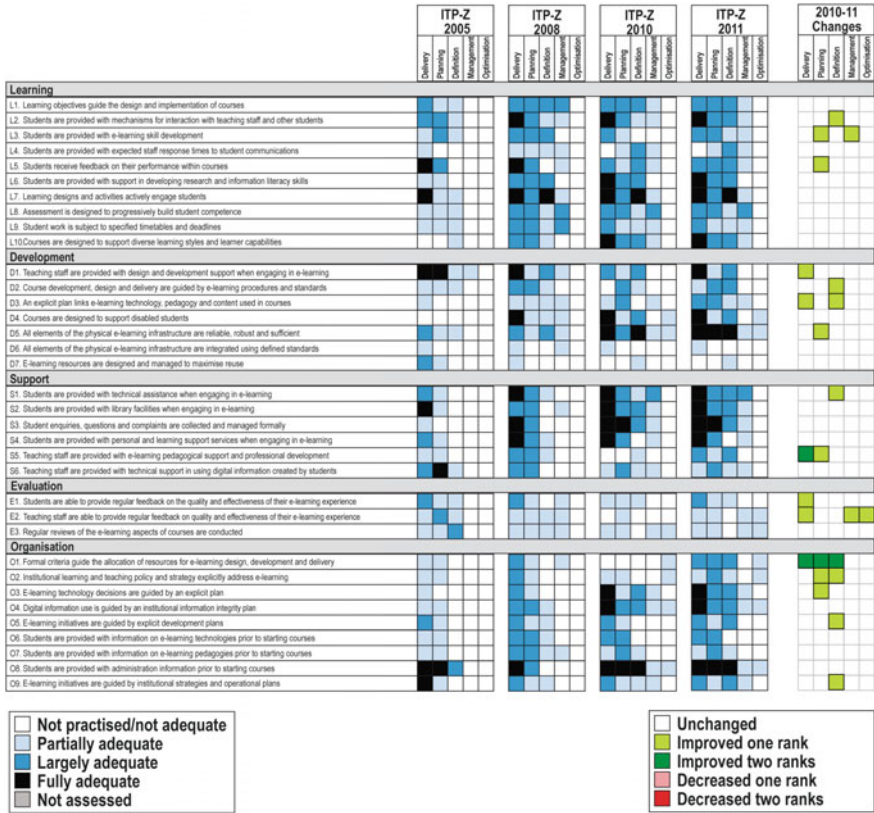 ITP-Z 2005
ITP-Z 2008
ITP-Z 2010
ITP-Z 2011
2010-11 Changes
Delivery Planning Definition Management Optimisation
Delivery Planning Definition Management Optimisation
Delivery Planning Definition Management Optimisation
Delivery Planning Definition Management Optimisation
Delivery Planning Definition Management Optimisation
Learning
L1. Learning objectives guide the design and implementation of courses
L2. Students are provided with mechanisms for interaction with teaching staff and other students
L3. Students are provided with e-learning skill development
L4. Students are provided with expected staff response times to student communications
L5. Students receive feedback on their performance within courses
L6. Students are provided with support in developing research and information literacy skills
L7. Learning designs and activities actively engage students
L8. Assessment is designed to progressively build student competence
L9. Student work is subject to specified timetables and deadlines
L10.Courses are designed to support diverse learning styles and learner capabilities
Development
D1. Teaching staff are provided with design and development support when engaging in e-learning
D2. Course development, design and delivery are guided by e-learning procedures and standards
D3. An explicit plan links e-learning technology, pedagogy and content used in courses
D4. Courses are designed to support disabled students
D5. All elements of the physical e-learning infrastructure are reliable, robust and sufficient
D6. All elements of the physical e-learning infrastructure are integrated using defined standards
D7. E-learning resources are designed and managed to maximise reuse
Support
S1. Students are provided with technical assistance when engaging in e-learning
S2. Students are provided with library facilities when engaging in e-learning
S3. Student enquiries, questions and complaints are collected and managed formally
S4. Students are provided with personal and learning support services when engaging in e-learning
S5. Teaching staff are provided with e-learning pedagogical support and professional development
S6. Teaching staff are provided with technical support in using digital information created by students
Evaluation
E1. Students are able to provide regular feedback on the quality and effectiveness of their e-learning experience
E2. Teaching staff are able to provide regular feedback on quality and effectiveness of their e-learning experience
E3. Regular reviews of the e-learning aspects of courses are conducted
Organisation
O1. Formal criteria guide the allocation of resources for e-learning design, development and delivery
O2. Institutional learning and teaching policy and strategy explicitly address e-learning
O3. E-learning technology decisions are guided by an explicit plan
O4. Digital information use is guided by an institutional information integrity plan
O5. E-learning initiatives are guided by explicit development plans
O6. Students are provided with information on e-learning technologies prior to starting courses
O7. Students are provided with information on e-learning pedagogies prior to starting courses
O8. Students are provided with administration information prior to starting courses
O9. E-learning initiatives are guided by institutional strategies and operational plans
Not practised/not adequate
Partially adequate
Largely adequate
Fully adequate
Not assessed
Unchanged
Improved one rank
Improved two ranks
Decreased one rank
Decreased two ranks